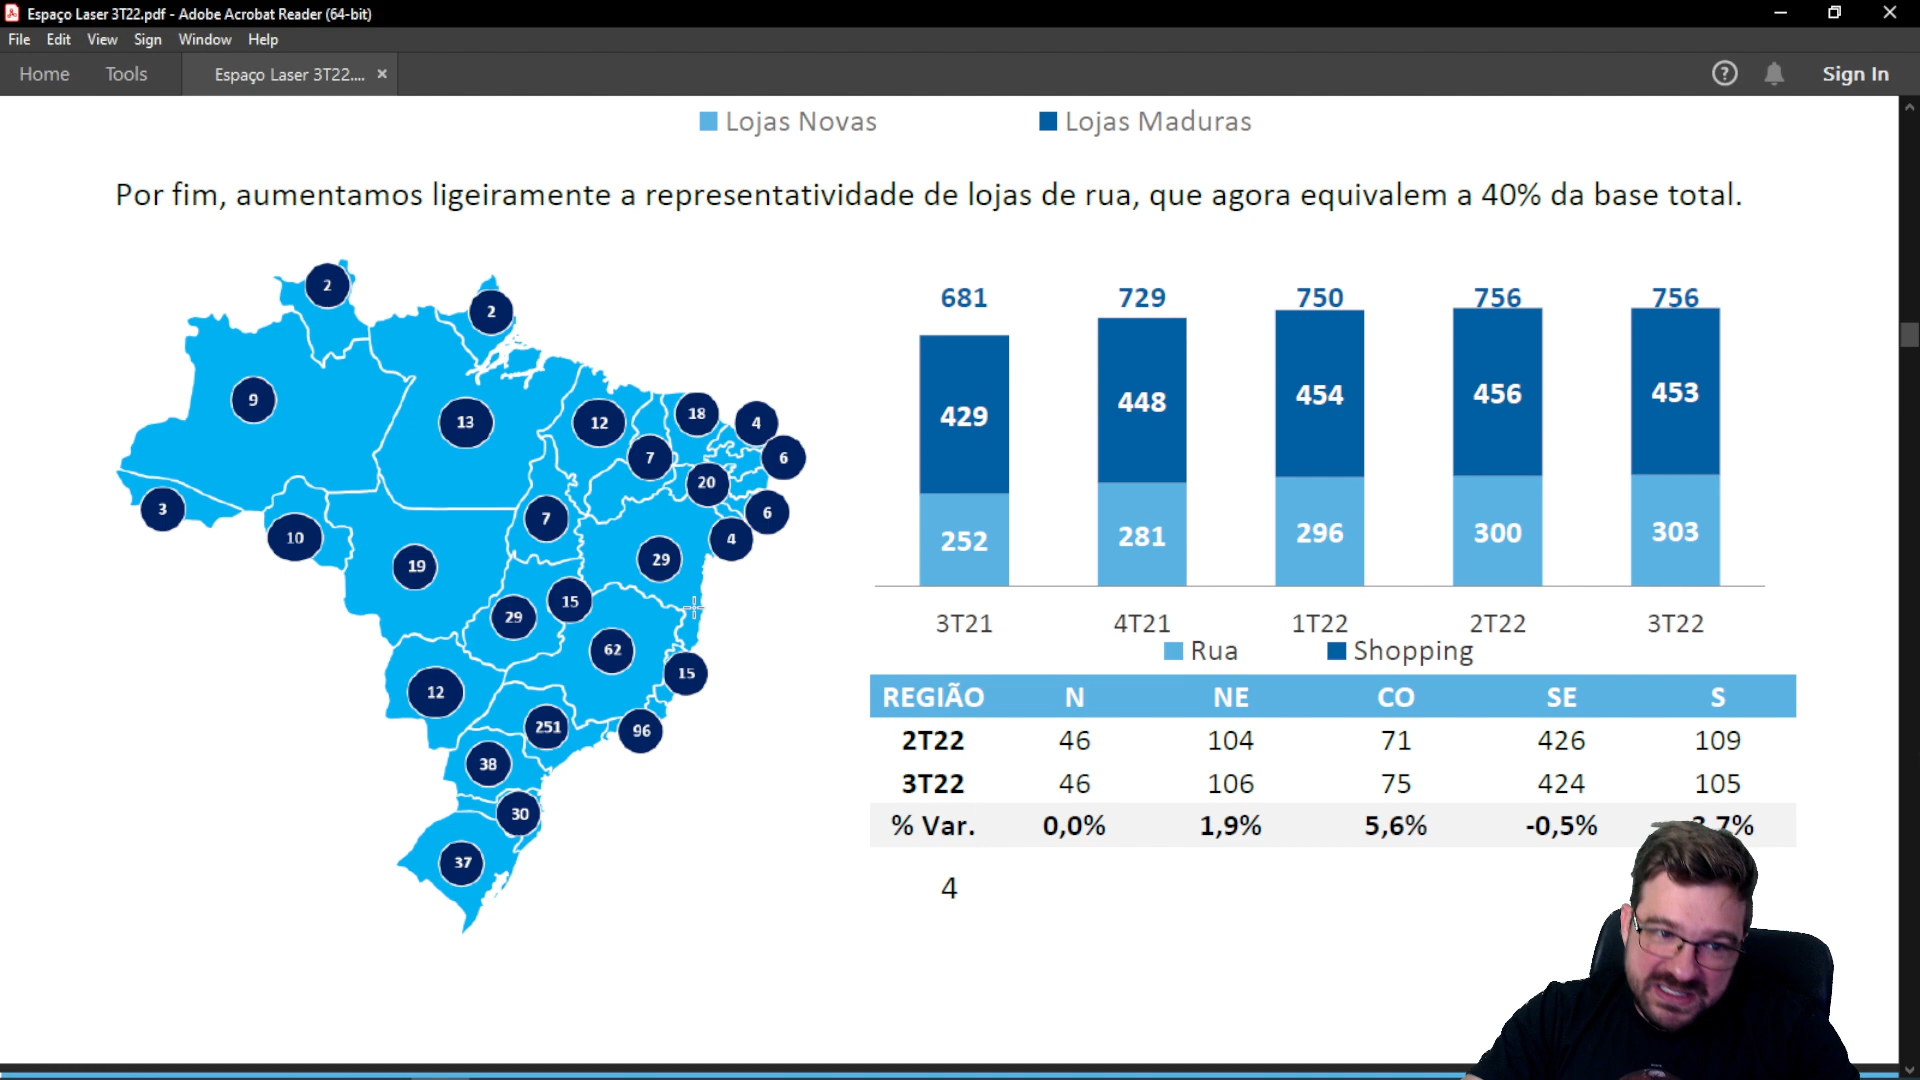 Espaço Laser 3T22.pdf - Adobe Acrobat Reader (64-bit)
File Edit View Sign Window Help
Home Tools Espaço Laser 3T22.... × ? Sign In
Lojas Novas Lojas Maduras
Por fim, aumentamos ligeiramente a representatividade de lojas de rua, que agora equivalem a 40% da base total.
2
2
9
13
12
18
4
7
6
20
3
10
7
6
4
19
29
29
15
62
15
12
251
96
38
30
37
681 729 750 756 756
429 448 454 456 453
252 281 296 300 303
3T21 4T21 1T22 2T22 3T22
Rua Shopping
REGIÃO N NE CO SE S
2T22 46 104 71 426 109
3T22 46 106 75 424 105
% Var. 0,0% 1,9% 5,6% -0,5%
4